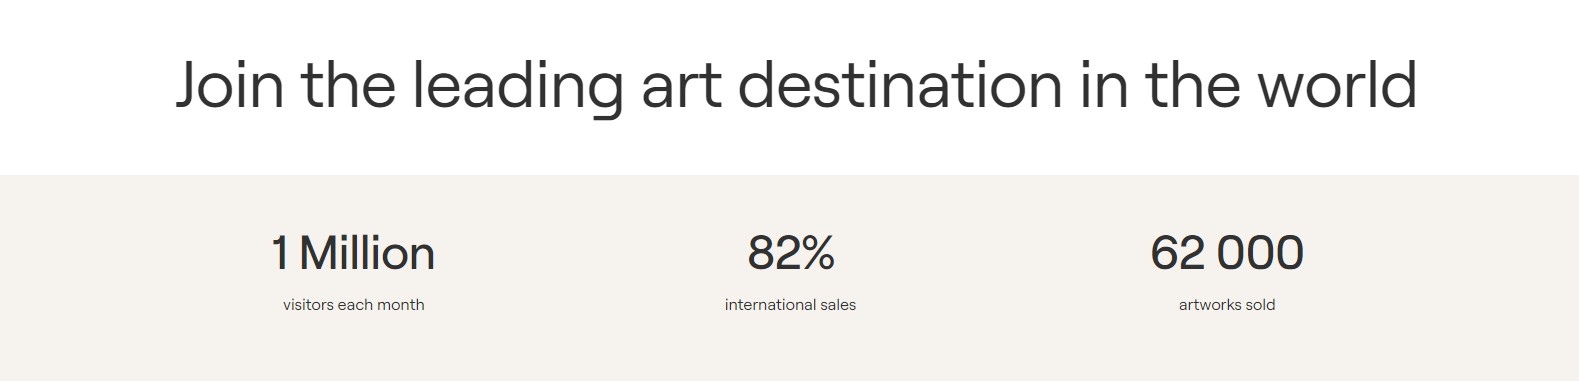 Join the leading art destination in the world
1 Million
visitors each month
82%
international sales
62 000
artworks sold